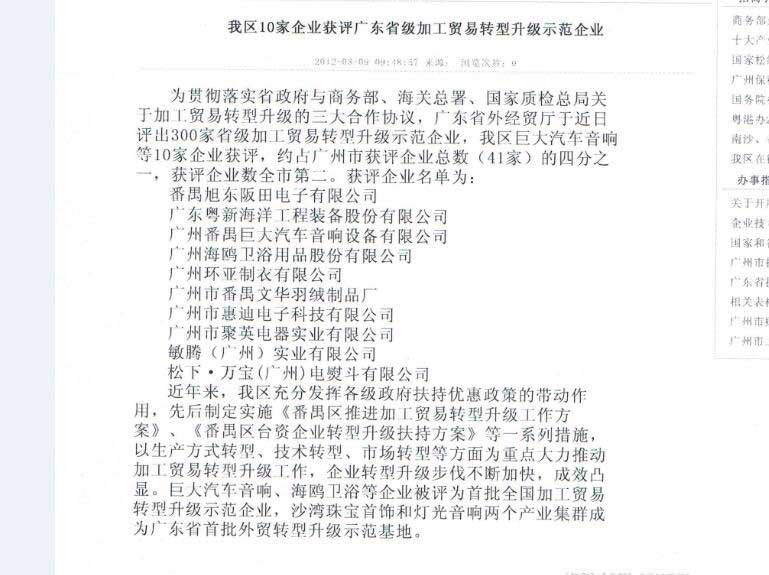 我区10家企业获评广东省级加工贸易转型升级示范企业
2012-08-09 09:48:57 来源: 浏览次数: 9
为贯彻落实省政府与商务部、海关总署、国家质检总局关
于加工贸易转型升级的三大合作协议，广东省外经贸厅于近日
评出300家省级加工贸易转型升级示范企业，我区巨大汽车音响
等10家企业获评，约占广州市获评企业总数（41家）的四分之
一，获评企业数全市第二。获评企业名单为：
番禺旭东阪田电子有限公司
广东粤新海洋工程装备股份有限公司
广州番禺巨大汽车音响设备有限公司
广州海鸥卫浴用品股份有限公司
广州环亚制衣有限公司
广州市番禺文华羽绒制品厂
广州市惠迪电子科技有限公司
广州市聚英电器实业有限公司
敏腾（广州）实业有限公司
松下·万宝(广州)电熨斗有限公司
近年来，我区充分发挥各级政府扶持优惠政策的带动作
用，先后制定实施《番禺区推进加工贸易转型升级工作方
案》、《番禺区台资企业转型升级扶持方案》等一系列措施，
以生产方式转型、技术转型、市场转型等方面为重点大力推动
加工贸易转型升级工作，企业转型升级步伐不断加快，成效凸
显。巨大汽车音响、海鸥卫浴等企业被评为首批全国加工贸易
转型升级示范企业，沙湾珠宝首饰和灯光音响两个产业集群成
为广东省首批外贸转型升级示范基地。
商务部
十大产
国家松
广州保
国务院
粤港办
南沙、
我区在
办事指
关于开
企业技
国家和
广州市
广东省
相关表
广州市
广州市